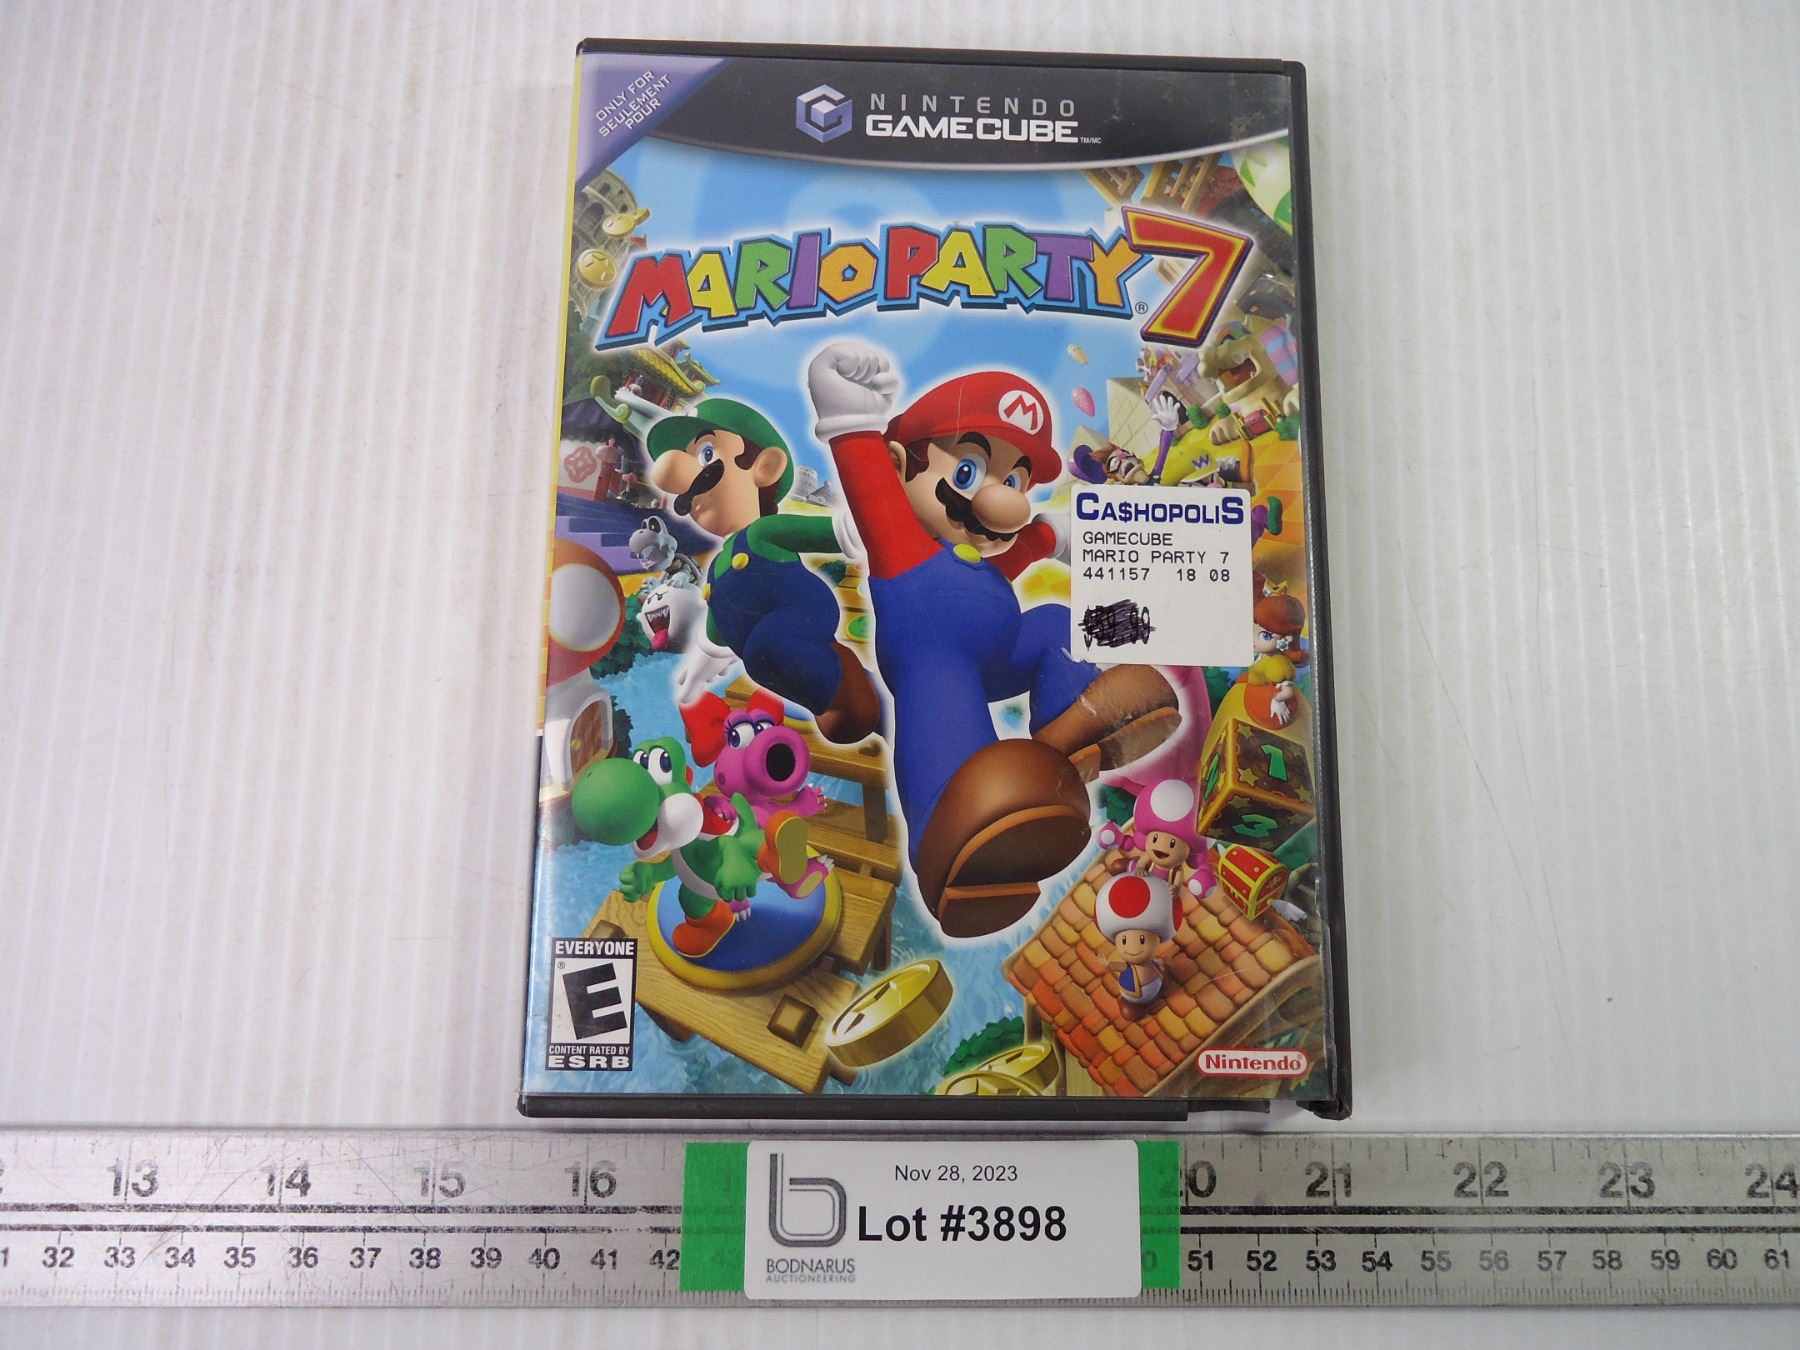 ONLY FOR
SEULEMENT
POUR
NINTENDO
GAMECUBE TM/MC
MARIO PARTY 7 ®
M
W
CA$HOPOLIS
GAMECUBE
MARIO PARTY 7
441157 18 08
1
3
EVERYONE
E ®
CONTENT RATED BY
ESRB
Nintendo®
13 14 15 16 20 21 22 23 24
Nov 28, 2023
Lot #3898
BODNARUS
AUCTIONEERING
32 33 34 35 36 37 38 39 40 41 42 51 52 53 54 55 56 57 58 59 60 61